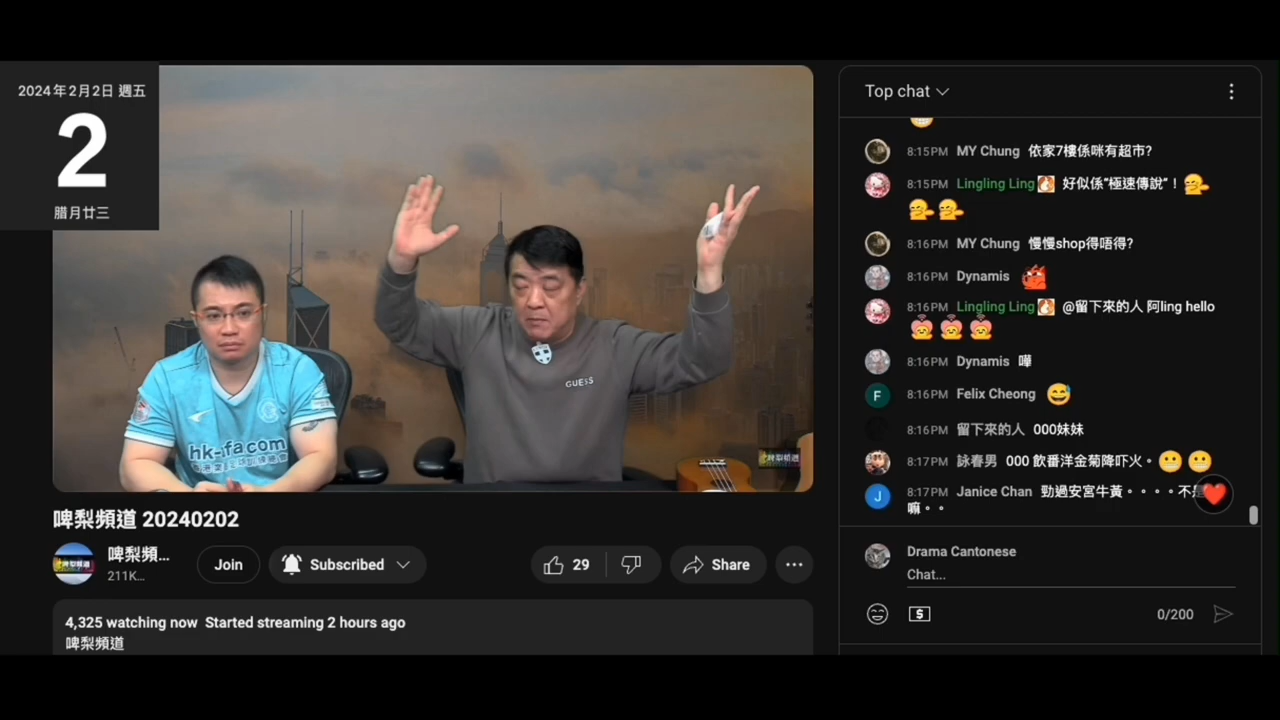 2024年2月2日 週五
2
腊月廿三
GUESS
hk-fa.com
啤梨頻道
啤梨頻道 20240202
啤梨頻...
211K...
Join
Subscribed
29
Share
4,325 watching now Started streaming 2 hours ago
啤梨頻道
Top chat
8:15PM MY Chung 依家7樓係咪有超市?
8:15PM Lingling Ling 好似係“極速傳說”！
8:16PM MY Chung 慢慢shop得唔得?
8:16PM Dynamis
8:16PM Lingling Ling @留下來的人 阿ling hello
8:16PM Dynamis 嘩
F
8:16PM Felix Cheong
8:16PM 留下來的人 000妹妹
8:17PM 詠春男 000 飲番洋金菊降吓火。
J
8:17PM Janice Chan 勁過安宮牛黃。。。。不是
嘛。。
Drama Cantonese
Chat...
0/200